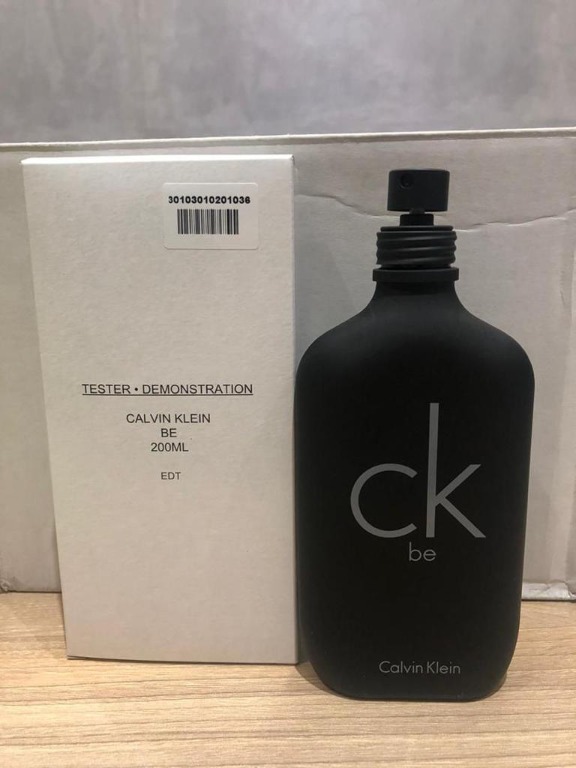 30103010201036
TESTER • DEMONSTRATION
CALVIN KLEIN
BE
200ML
EDT
ck
be
Calvin Klein